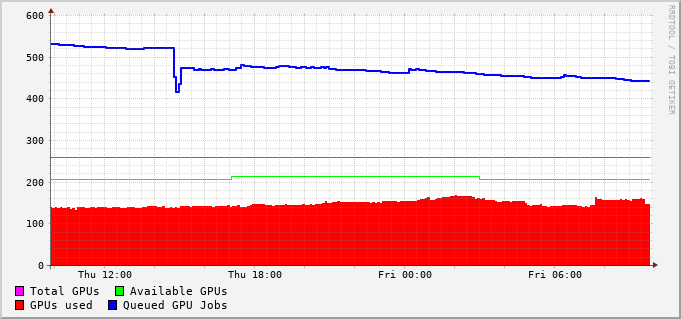 600
500
400
300
200
100
0
Thu 12:00 Thu 18:00 Fri 00:00 Fri 06:00
Total GPUs Available GPUs
GPUs used Queued GPU Jobs
RRDTOOL / TOBI OETIKER